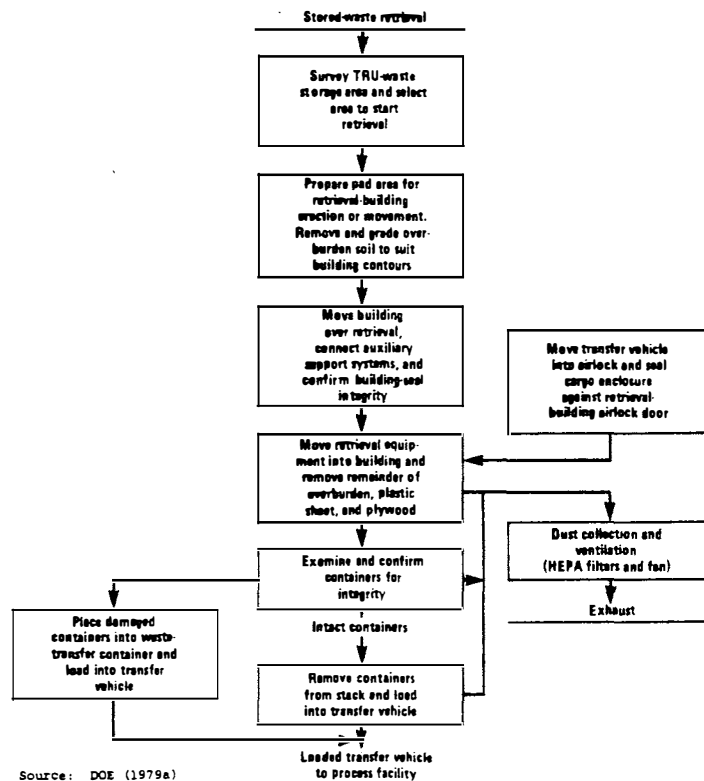 Stored-waste retrieval
Survey TRU-waste
storage area and select
area to start
retrieval
Prepare pad area for
retrieval-building
erection or movement.
Remove and grade over-
burden soil to suit
building contours
Move building
over retrieval,
connect auxiliary
support systems, and
confirm building-seal
integrity
Move transfer vehicle
into airlock and seal
cargo enclosure
against retrieval-
building airlock door
Move retrieval equip-
ment into building and
remove remainder of
overburden, plastic
sheet, and plywood
Dust collection and
ventilation
(HEPA filters and fan)
Exhaust
Examine and confirm
containers for
integrity
Intact containers
Place damaged
containers into waste-
transfer container and
load into transfer
vehicle
Remove containers
from stack and load
into transfer vehicle
Loaded transfer vehicle
to process facility
Source: DOE (1979a)